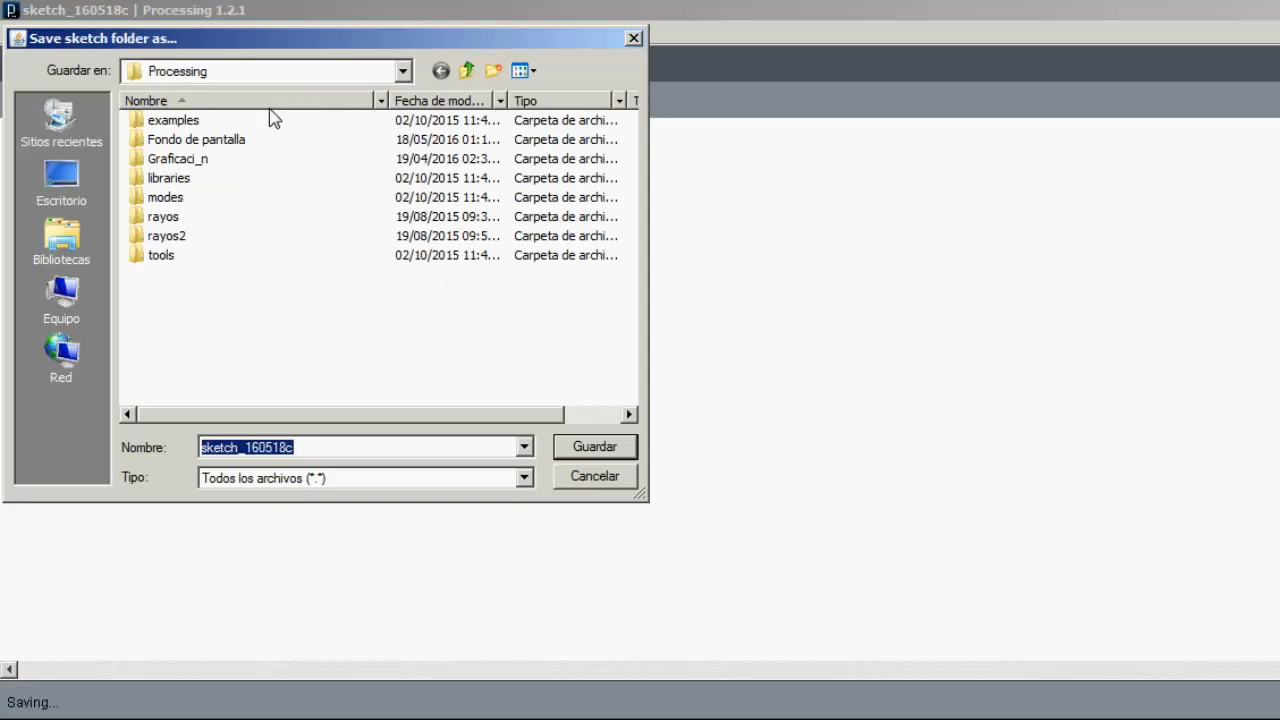 sketch_160518c | Processing 1.2.1
Save sketch folder as...
Guardar en: Processing
Nombre Fecha de mod... Tipo T
examples 02/10/2015 11:4... Carpeta de archi...
Fondo de pantalla 18/05/2016 01:1... Carpeta de archi...
Graficaci_n 19/04/2016 02:3... Carpeta de archi...
libraries 02/10/2015 11:4... Carpeta de archi...
modes 02/10/2015 11:4... Carpeta de archi...
rayos 19/08/2015 09:3... Carpeta de archi...
rayos2 19/08/2015 09:5... Carpeta de archi...
tools 02/10/2015 11:4... Carpeta de archi...
Sitios recientes
Escritorio
Bibliotecas
Equipo
Red
Nombre: sketch_160518c Guardar
Tipo: Todos los archivos (*.*) Cancelar
Saving...